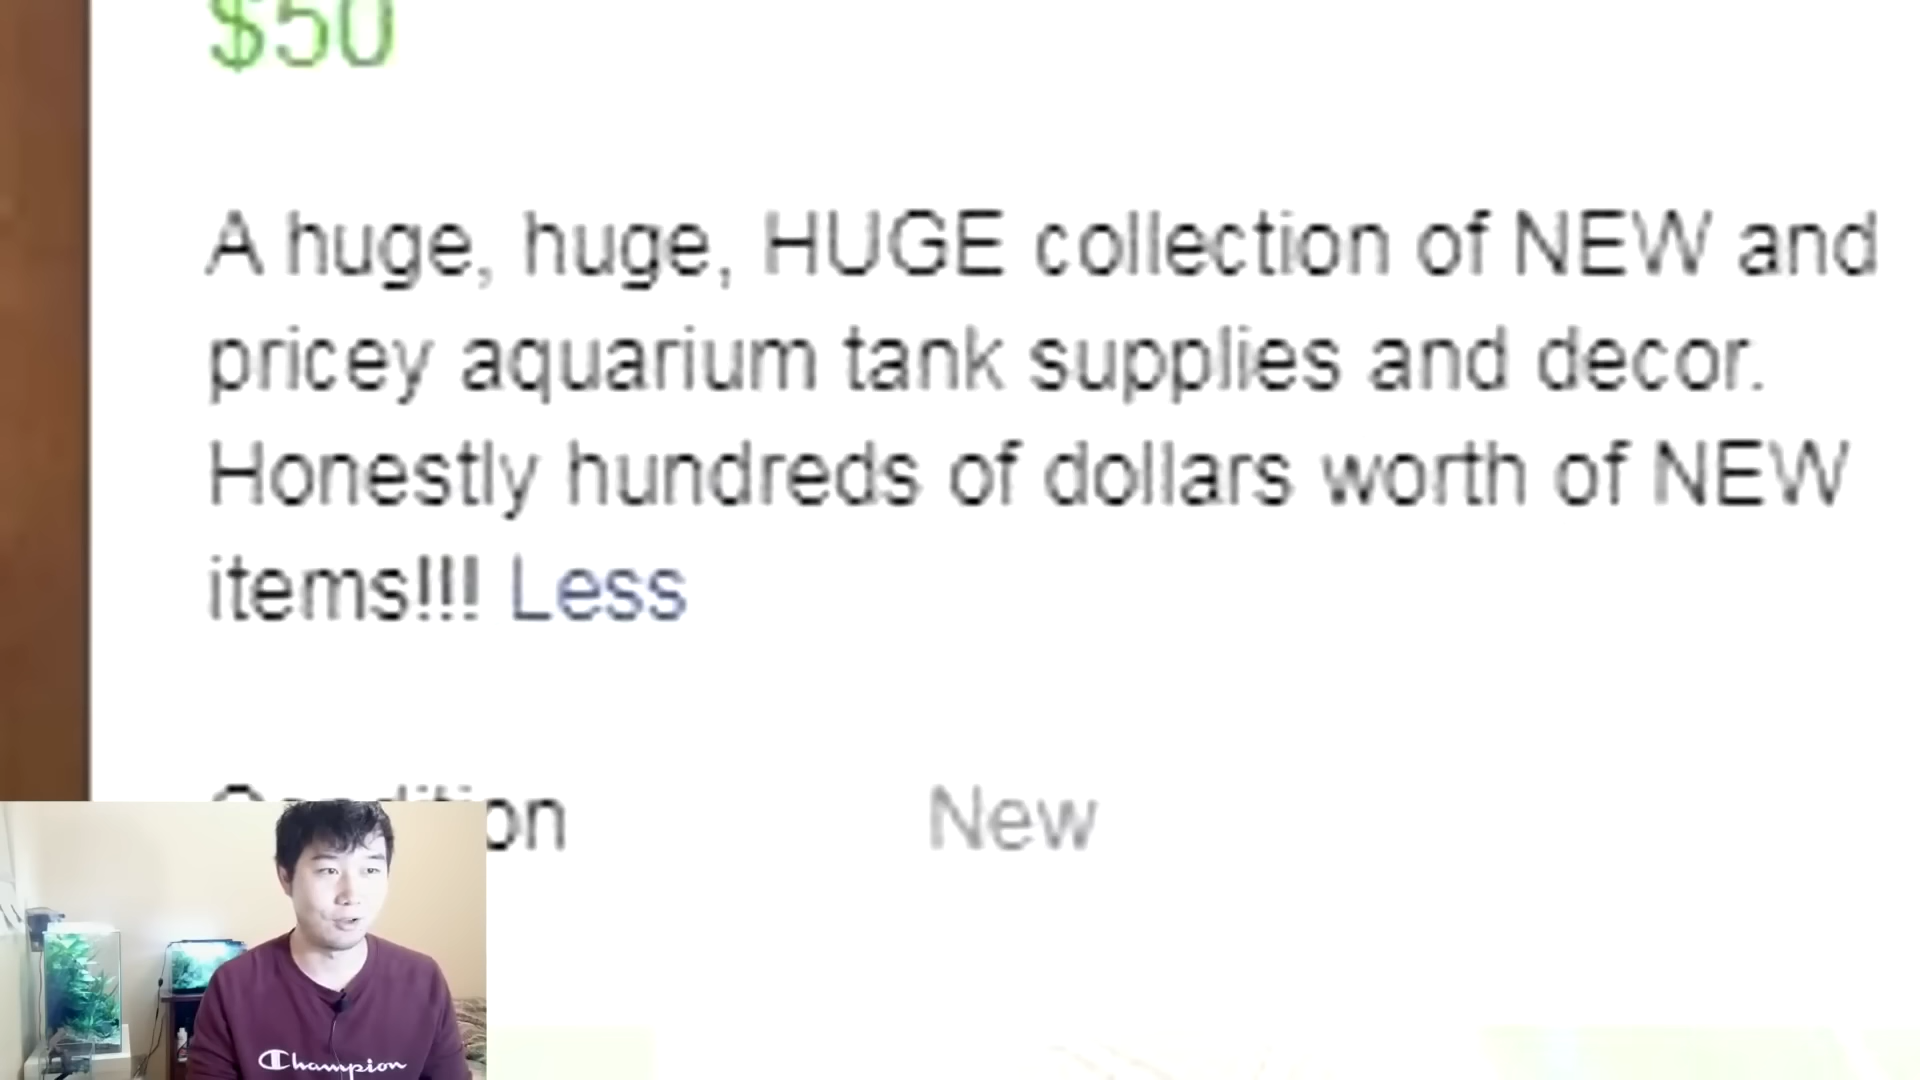 $50
A huge, huge, HUGE collection of NEW and
pricey aquarium tank supplies and decor.
Honestly hundreds of dollars worth of NEW
items!!! Less
Condition New
Champion